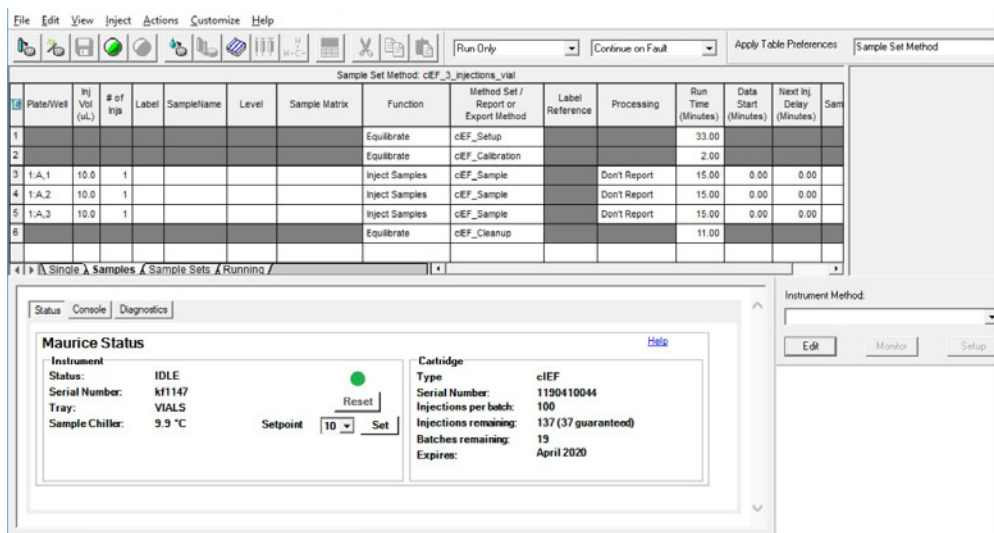 File Edit View Inject Actions Customize Help
Run Only Continue on Fault Apply Table Preferences Sample Set Method
Sample Set Method: cIEF_3_injections_vial
Plate/Well Inj Vol (uL) # of Injs Label SampleName Level Sample Matrix Function Method Set / Report or Export Method Label Reference Processing Run Time (Minutes) Data Start (Minutes) Next Inj. Delay (Minutes) Sam
1 Equilibrate cIEF_Setup 33.00
2 Equilibrate cIEF_Calibration 2.00
3 1:A,1 10.0 1 Inject Samples cIEF_Sample Don't Report 15.00 0.00 0.00
4 1:A,2 10.0 1 Inject Samples cIEF_Sample Don't Report 15.00 0.00 0.00
5 1:A,3 10.0 1 Inject Samples cIEF_Sample Don't Report 15.00 0.00 0.00
6 Equilibrate cIEF_Cleanup 11.00
Single Samples Sample Sets Running
Instrument Method:
Edit Monitor Setup
Status Console Diagnostics
Maurice Status Help
Instrument
Status: IDLE
Serial Number: kf1147
Reset
Tray: VIALS
Sample Chiller: 9.9 °C Setpoint 10 Set
Cartridge
Type cIEF
Serial Number: 1190410044
Injections per batch: 100
Injections remaining: 137 (37 guaranteed)
Batches remaining: 19
Expires: April 2020